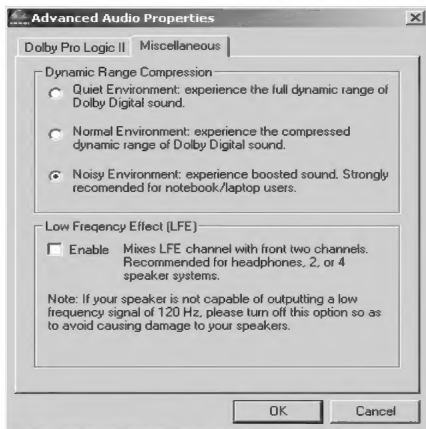 Advanced Audio Properties
Dolby Pro Logic II
Miscellaneous
Dynamic Range Compression
Quiet Environment: experience the full dynamic range of
Dolby Digital sound.
Normal Environment: experience the compressed
dynamic range of Dolby Digital sound.
Noisy Environment: experience boosted sound. Strongly
recomended for notebook/laptop users.
Low Freqency Effect (LFE)
Enable
Mixes LFE channel with front two channels.
Recommended for headphones, 2, or 4
speaker systems.
Note: If your speaker is not capable of outputting a low
frequency signal of 120 Hz, please turn off this option so as
to avoid causing damage to your speakers.
OK
Cancel